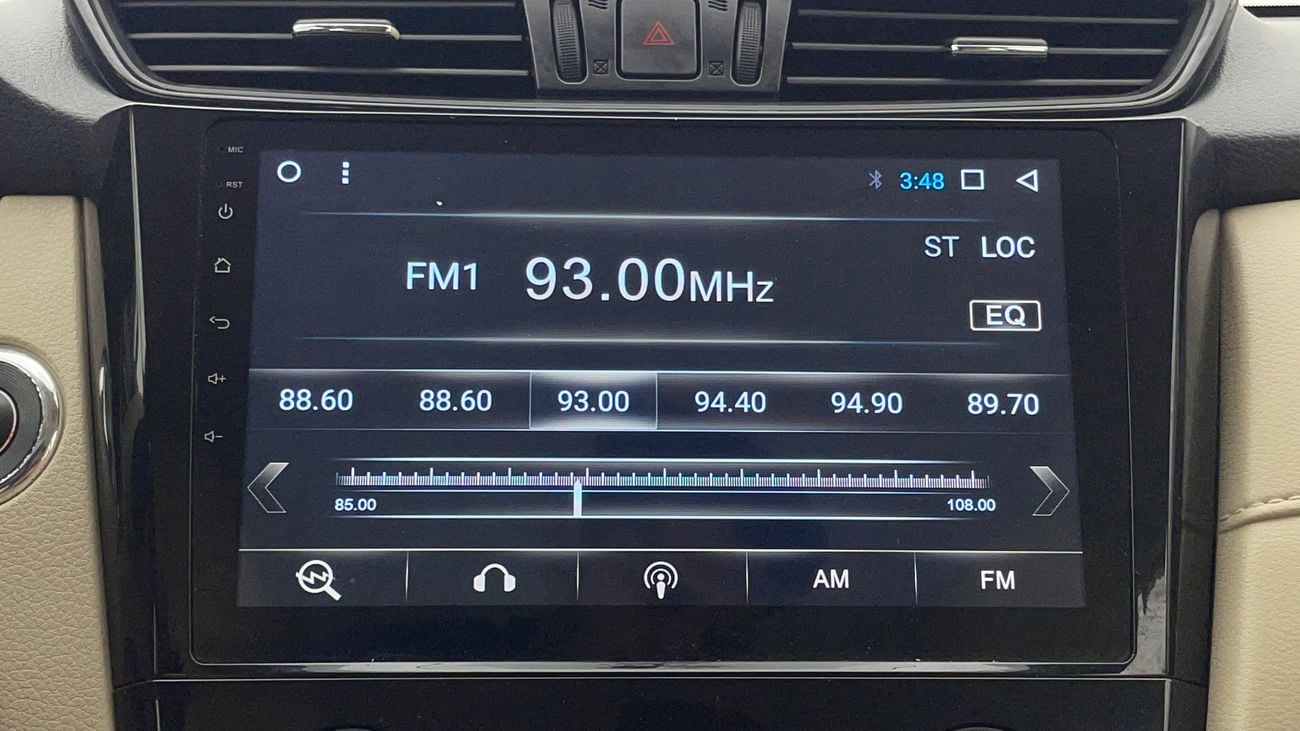 MIC
RST
3:48
ST LOC
FM1 93.00MHz
EQ
88.60 88.60 93.00 94.40 94.90 89.70
85.00 108.00
AM FM